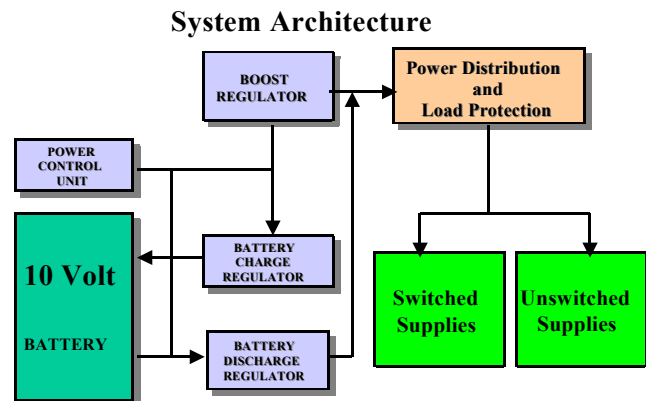 System Architecture
BOOST
REGULATOR
Power Distribution
and
Load Protection
POWER
CONTROL
UNIT
10 Volt
BATTERY
BATTERY
CHARGE
REGULATOR
BATTERY
DISCHARGE
REGULATOR
Switched
Supplies
Unswitched
Supplies